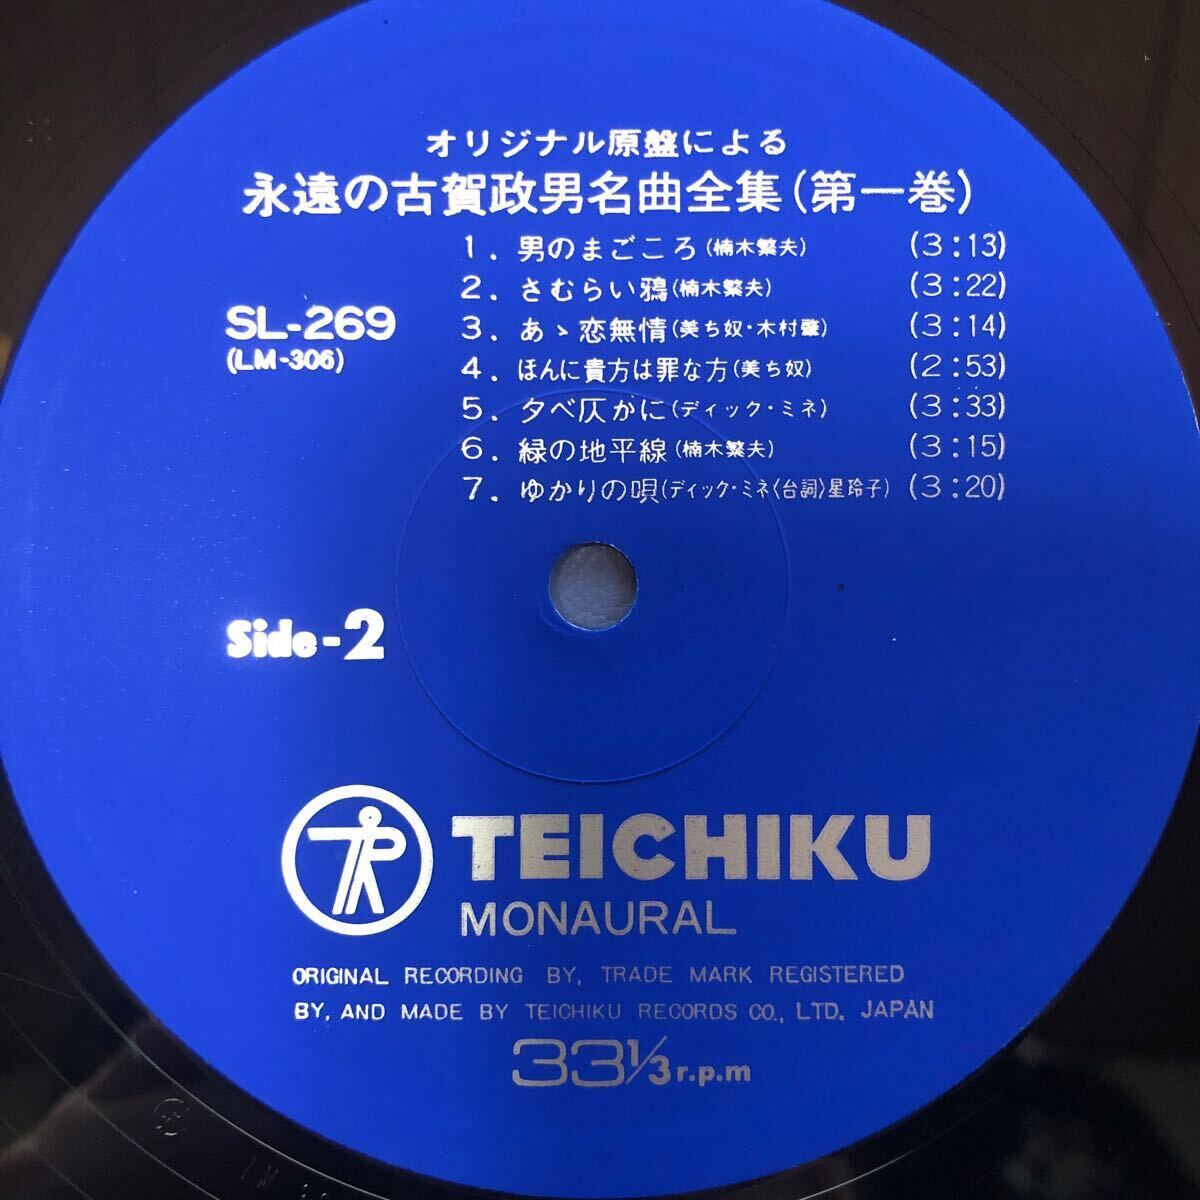 オリジナル原盤による
永遠の古賀政男名曲全集(第一巻)
SL-269
(LM-306)
1. 男のまごころ(楠木繁夫) (3:13)
2. さむらい鴉(楠木繁夫) (3:22)
3. あゝ恋無情(美ち奴・木村肇) (3:14)
4. ほんに貴方は罪な方(美ち奴) (2:53)
5. 夕べ仄かに(ディック・ミネ) (3:33)
6. 緑の地平線(楠木繁夫) (3:15)
7. ゆかりの唄(ディック・ミネ〈台詞〉星玲子) (3:20)
Side-2
TEICHIKU
MONAURAL
ORIGINAL RECORDING BY, TRADE MARK REGISTERED
BY, AND MADE BY TEICHIKU RECORDS CO., LTD. JAPAN
33 1/3 r.p.m
LM